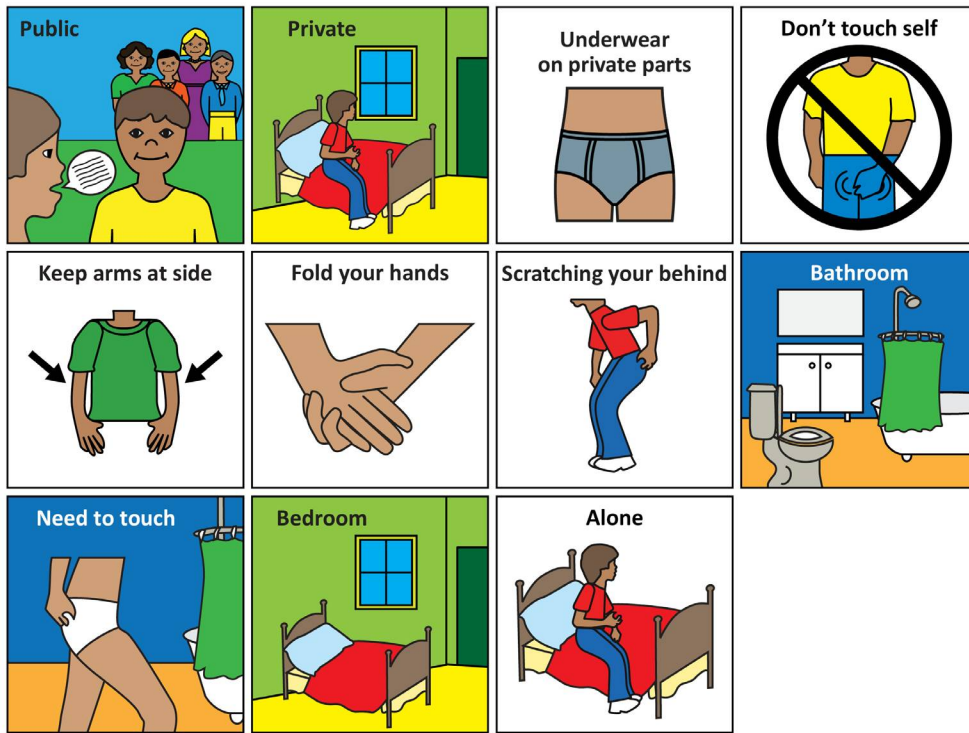 Public
Private
Underwear
on private parts
Don't touch self
Keep arms at side
Fold your hands
Scratching your behind
Bathroom
Need to touch
Bedroom
Alone